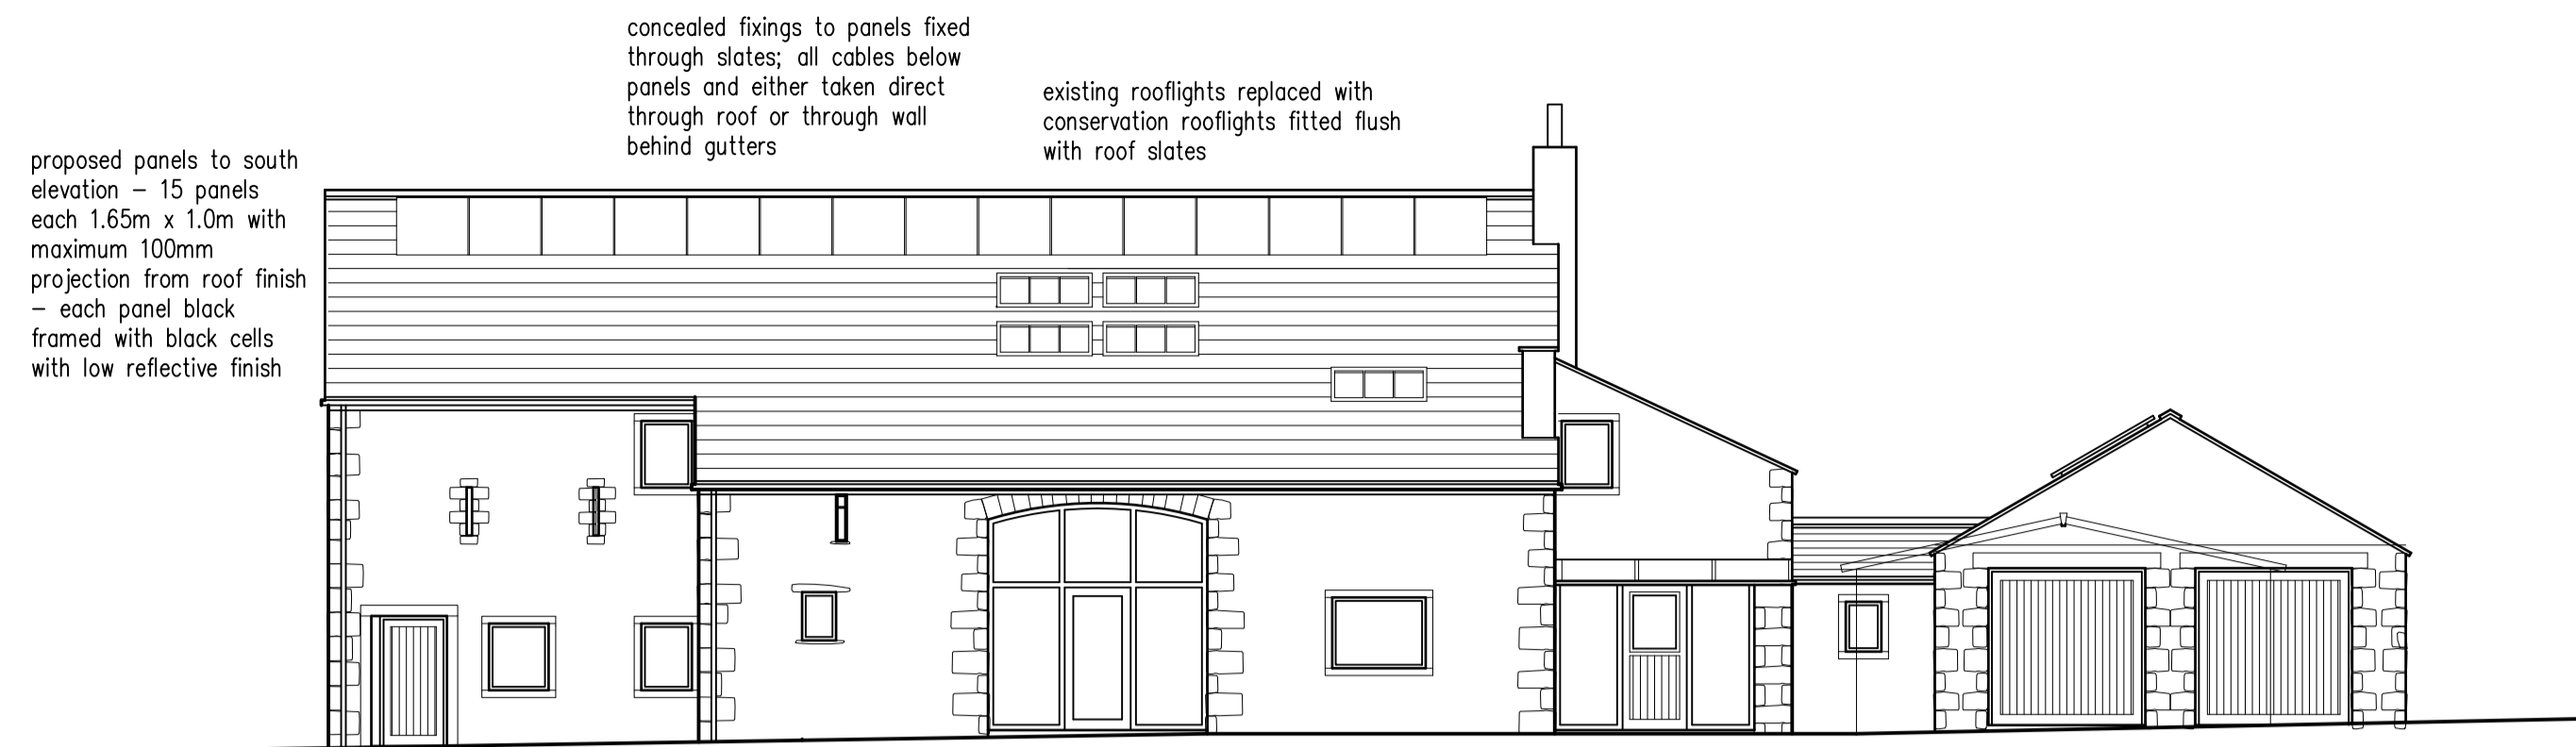 concealed fixings to panels fixed
through slates; all cables below
panels and either taken direct
through roof or through wall
behind gutters
existing rooflights replaced with
conservation rooflights fitted flush
with roof slates
proposed panels to south
elevation – 15 panels
each 1.65m x 1.0m with
maximum 100mm
projection from roof finish
– each panel black
framed with black cells
with low reflective finish